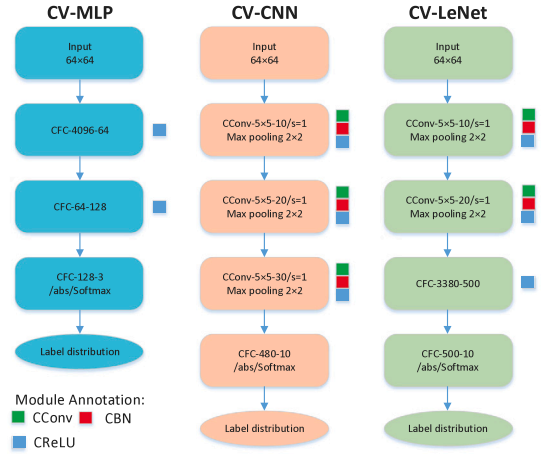 CV-MLP
Input
64×64
CFC-4096-64
CFC-64-128
CFC-128-3
/abs/Softmax
Label distribution
Module Annotation:
CConv
CBN
CReLU
CV-CNN
Input
64×64
CConv-5×5-10/s=1
Max pooling 2×2
CConv-5×5-20/s=1
Max pooling 2×2
CConv-5×5-30/s=1
Max pooling 2×2
CFC-480-10
/abs/Softmax
Label distribution
CV-LeNet
Input
64×64
CConv-5×5-10/s=1
Max pooling 2×2
CConv-5×5-20/s=1
Max pooling 2×2
CFC-3380-500
CFC-500-10
/abs/Softmax
Label distribution